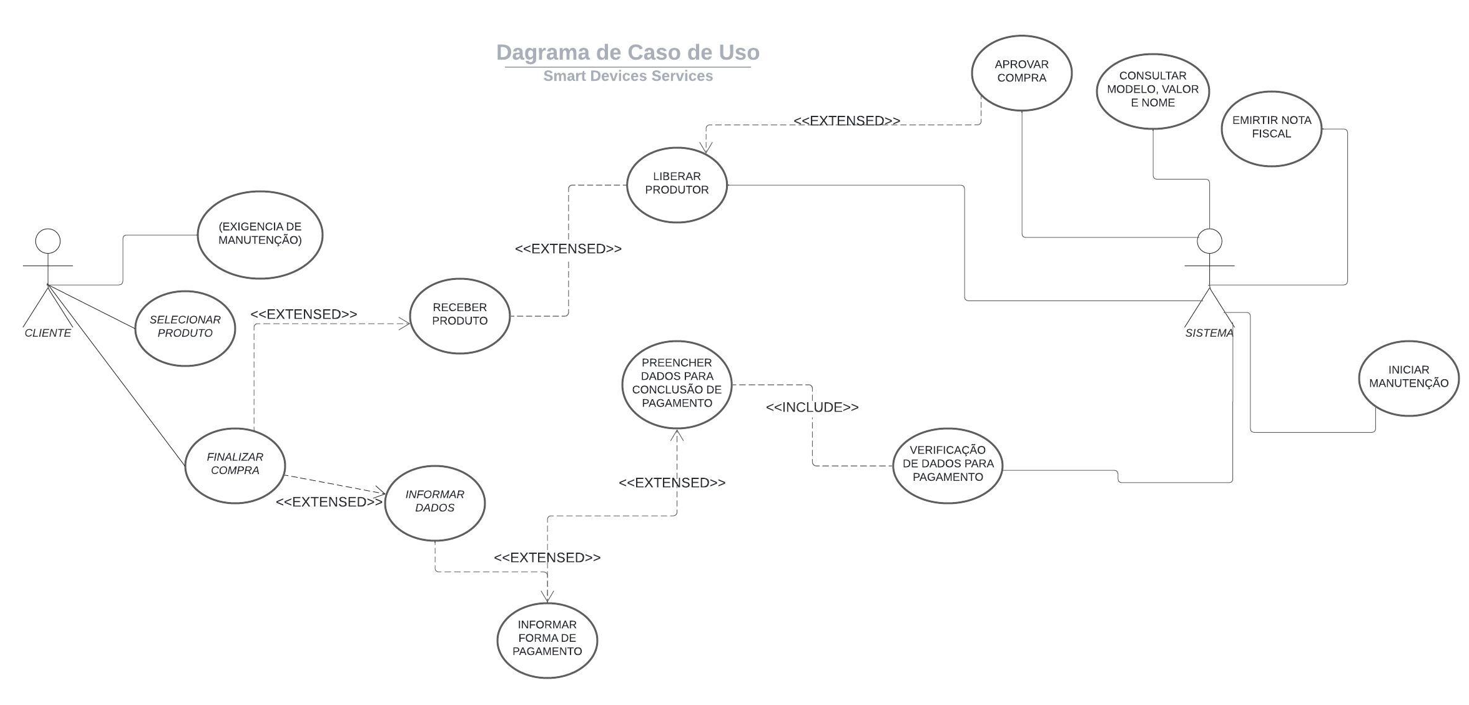 Dagrama de Caso de Uso
Smart Devices Services
APROVAR
COMPRA
CONSULTAR
MODELO, VALOR
E NOME
EMIRTIR NOTA
FISCAL
<<EXTENSED>>
LIBERAR
PRODUTOR
(EXIGENCIA DE
MANUTENÇÃO)
<<EXTENSED>>
CLIENTE
SELECIONAR
PRODUTO
<<EXTENSED>>
RECEBER
PRODUTO
SISTEMA
PREENCHER
DADOS PARA
CONCLUSÃO DE
PAGAMENTO
<<INCLUDE>>
INICIAR
MANUTENÇÃO
FINALIZAR
COMPRA
VERIFICAÇÃO
DE DADOS PARA
PAGAMENTO
<<EXTENSED>>
<<EXTENSED>>
INFORMAR
DADOS
<<EXTENSED>>
INFORMAR
FORMA DE
PAGAMENTO